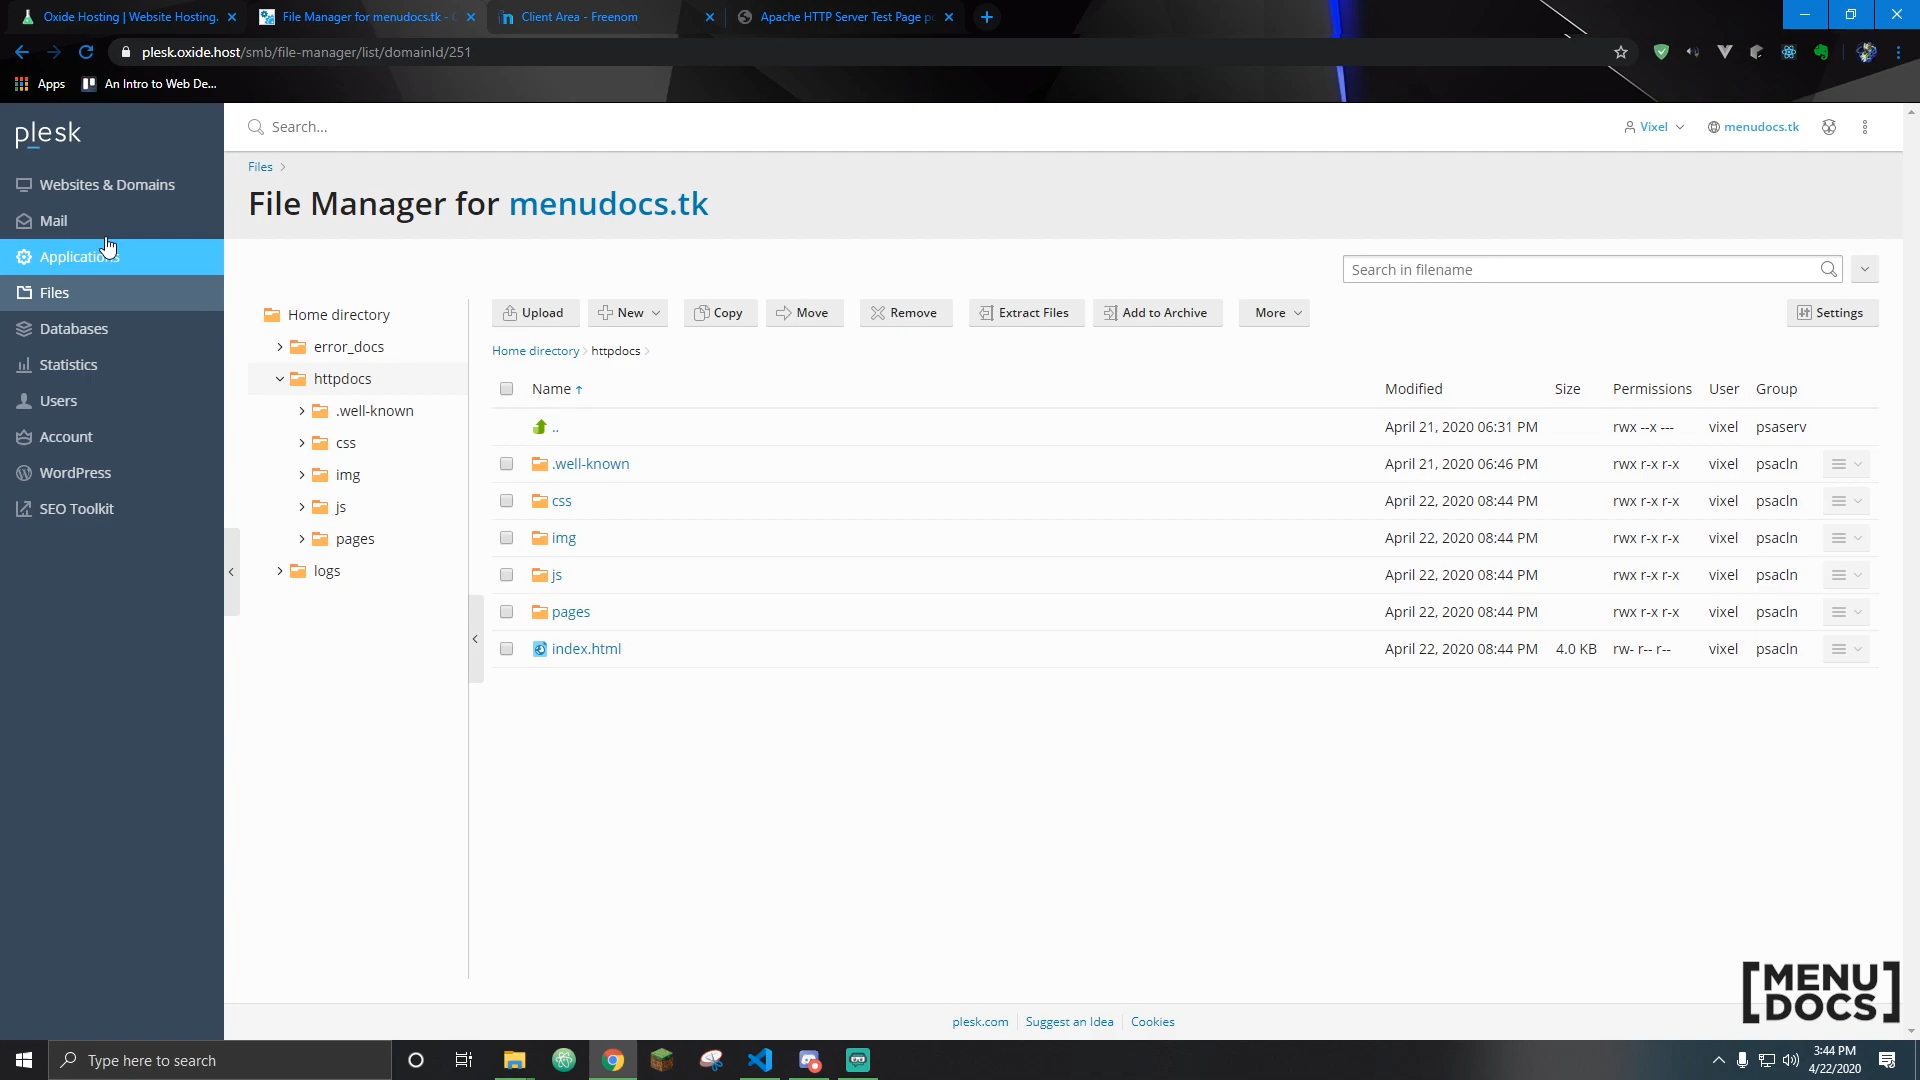 Oxide Hosting | Website Hosting.
File Manager for menudocs.tk -
Client Area - Freenom
Apache HTTP Server Test Page p
plesk.oxide.host/smb/file-manager/list/domainId/251
Apps
An Intro to Web De...
plesk
Search...
Vixel
menudocs.tk
Websites & Domains
Mail
Applications
Files
Databases
Statistics
Users
Account
WordPress
SEO Toolkit
Files
File Manager for menudocs.tk
Search in filename
Home directory
error_docs
httpdocs
.well-known
css
img
js
pages
logs
Upload New Copy Move Remove Extract Files Add to Archive More Settings
Home directory httpdocs
Name Modified Size Permissions User Group
.. April 21, 2020 06:31 PM rwx --x --- vixel psaserv
.well-known April 21, 2020 06:46 PM rwx r-x r-x vixel psacln
css April 22, 2020 08:44 PM rwx r-x r-x vixel psacln
img April 22, 2020 08:44 PM rwx r-x r-x vixel psacln
js April 22, 2020 08:44 PM rwx r-x r-x vixel psacln
pages April 22, 2020 08:44 PM rwx r-x r-x vixel psacln
index.html April 22, 2020 08:44 PM 4.0 KB rw- r-- r-- vixel psacln
plesk.com Suggest an Idea Cookies
[MENU
DOCS]
Type here to search
3:44 PM
4/22/2020